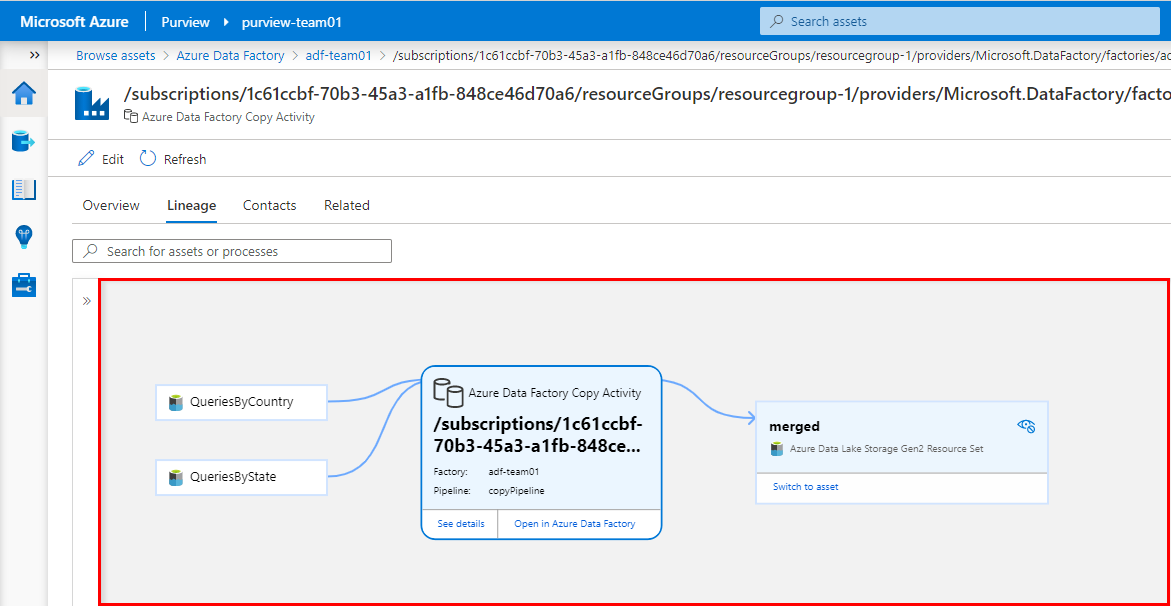 Microsoft Azure Purview purview-team01 Search assets
Browse assets > Azure Data Factory > adf-team01 > /subscriptions/1c61ccbf-70b3-45a3-a1fb-848ce46d70a6/resourceGroups/resourcegroup-1/providers/Microsoft.DataFactory/factories/ac
/subscriptions/1c61ccbf-70b3-45a3-a1fb-848ce46d70a6/resourceGroups/resourcegroup-1/providers/Microsoft.DataFactory/facto
Azure Data Factory Copy Activity
Edit Refresh
Overview Lineage Contacts Related
Search for assets or processes
QueriesByCountry
QueriesByState
Azure Data Factory Copy Activity
/subscriptions/1c61ccbf-
70b3-45a3-a1fb-848ce...
Factory: adf-team01
Pipeline: copyPipeline
See details Open in Azure Data Factory
merged
Azure Data Lake Storage Gen2 Resource Set
Switch to asset